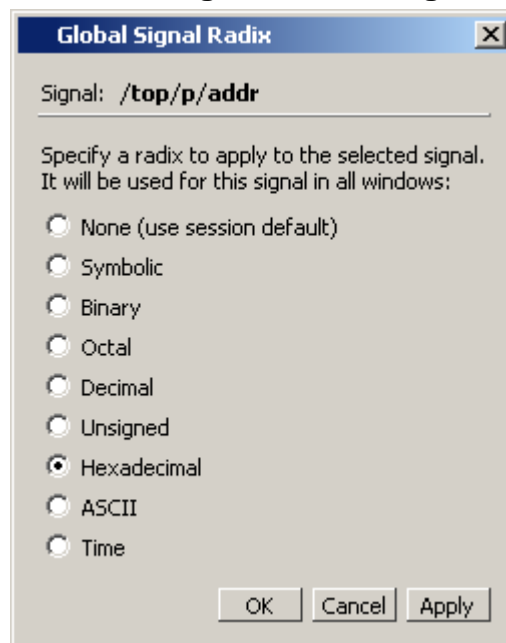 Global Signal Radix
Signal: /top/p/addr
Specify a radix to apply to the selected signal.
It will be used for this signal in all windows:
None (use session default)
Symbolic
Binary
Octal
Decimal
Unsigned
Hexadecimal
ASCII
Time
OK Cancel Apply